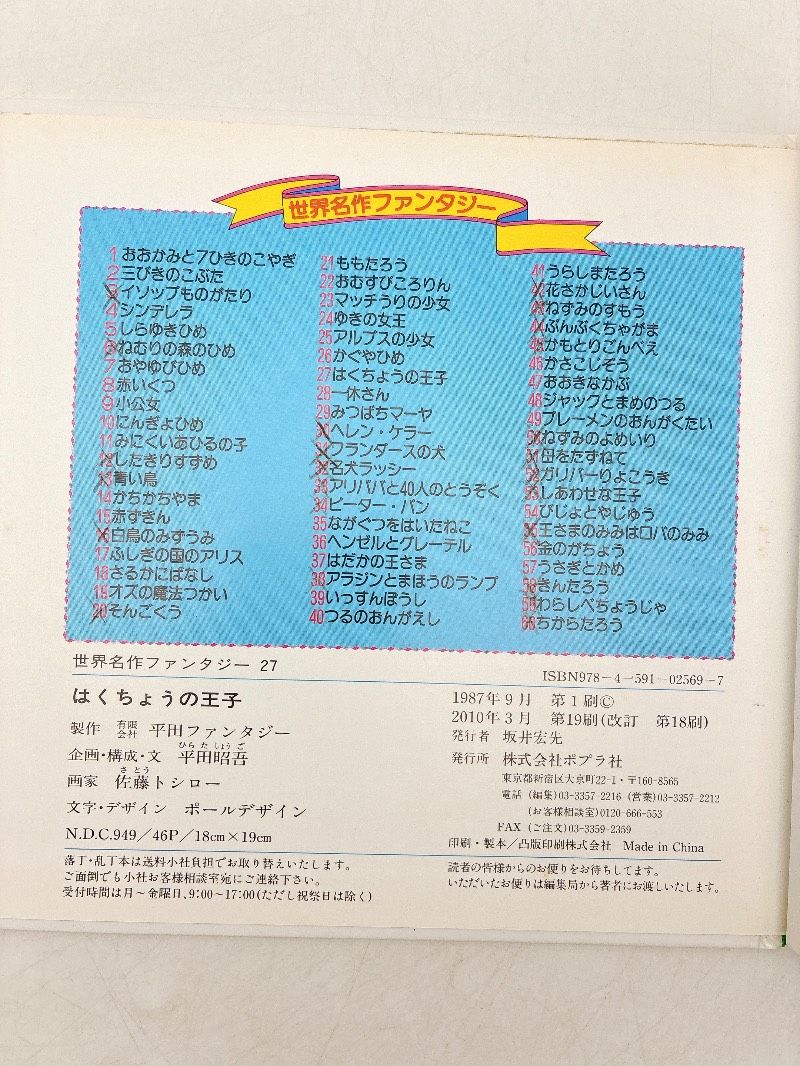 世界名作ファンタジー
1 おおかみと7ひきのこやぎ
2 三びきのこぶた
3 イソップものがたり
4 シンデレラ
5 しらゆきひめ
6 ねむりの森のひめ
7 おやゆびひめ
8 赤いくつ
9 小公女
10 にんぎょひめ
11 みにくいあひるの子
12 したきりすずめ
13 青い鳥
14 かちかちやま
15 赤ずきん
16 白鳥のみずうみ
17 ふしぎの国のアリス
18 さるかにばなし
19 オズの魔法つかい
20 そんごくう
21 ももたろう
22 おむすびころりん
23 マッチうりの少女
24 ゆきの女王
25 アルプスの少女
26 かぐやひめ
27 はくちょうの王子
28 一休さん
29 みつばちマーヤ
30 ヘレン・ケラー
31 フランダースの犬
32 名犬ラッシー
33 アリババと40人のとうぞく
34 ピーター・パン
35 ながぐつをはいたねこ
36 ヘンゼルとグレーテル
37 はだかの王さま
38 アラジンとまほうのランプ
39 いっすんぼうし
40 つるのおんがえし
41 うらしまたろう
42 花さかじいさん
43 ねずみのすもう
44 ぶんぶくちゃがま
45 かもとりごんべえ
46 かさこじぞう
47 おおきなかぶ
48 ジャックとまめのつる
49 ブレーメンのおんがくたい
50 ねずみのよめいり
51 母をたずねて
52 ガリバーりょこうき
53 しあわせな王子
54 びじょとやじゅう
55 王さまのみみはロバのみみ
56 金のがちょう
57 うさぎとかめ
58 きんたろう
59 わらしべちょうじゃ
60 ちからたろう
世界名作ファンタジー 27
はくちょうの王子
製作 有限会社 平田ファンタジー
企画・構成・文 平田昭吾
ひらたしょうご
画家 佐藤トシロー
さとう
文字・デザイン ポールデザイン
N.D.C.949/46P/18cm×19cm
ISBN978-4-591-02569-7
1987年9月 第1刷©
2010年3月 第19刷(改訂 第18刷)
発行者 坂井宏先
発行所 株式会社ポプラ社
東京都新宿区大京町22-1・〒160-8565
電話 (編集)03-3357-2216 (営業)03-3357-2212
(お客様相談室)0120-666-553
FAX (ご注文)03-3359-2359
印刷・製本/凸版印刷株式会社 Made in China
落丁・乱丁本は送料小社負担でお取り替えいたします。
ご面倒でも小社お客様相談室宛にご連絡下さい。
受付時間は月~金曜日、9:00~17:00(ただし祝祭日は除く)
読者の皆様からのお便りをお待ちしてます。
いただいたお便りは編集局から著者にお渡しいたします。